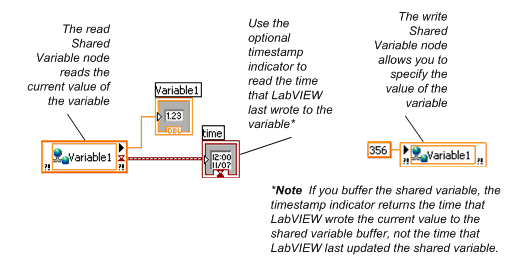 The read
Shared
Variable node
reads the
current value of
the variable
Use the
optional
timestamp
indicator to
read the time
that LabVIEW
last wrote to the
variable*
The write
Shared
Variable node
allows you to
specify the
value of the
variable
Variable1
1.23
DBL
time
12:00
11/07
?! Variable1 ?!
356
?! Variable1 ?!
*Note If you buffer the shared variable, the
timestamp indicator returns the time that
LabVIEW wrote the current value to the
shared variable buffer, not the time that
LabVIEW last updated the shared variable.